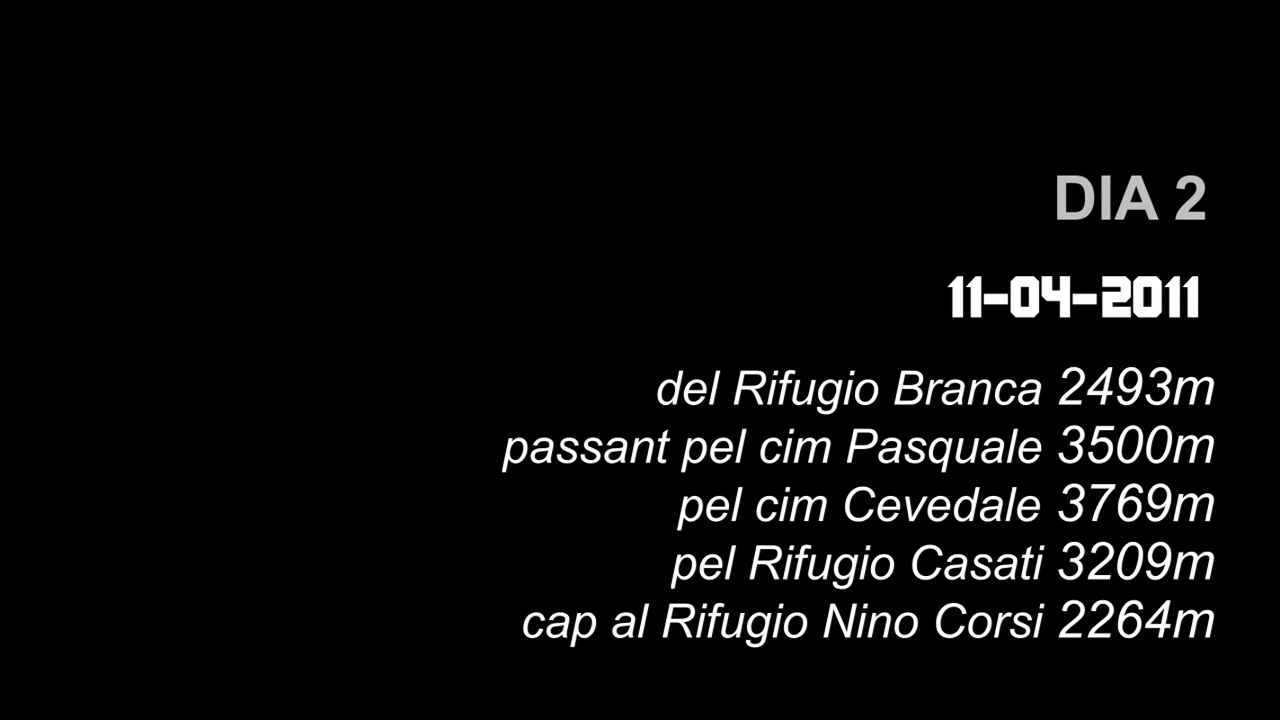 DIA 2
11-04-2011
del Rifugio Branca 2493m
passant pel cim Pasquale 3500m
pel cim Cevedale 3769m
pel Rifugio Casati 3209m
cap al Rifugio Nino Corsi 2264m